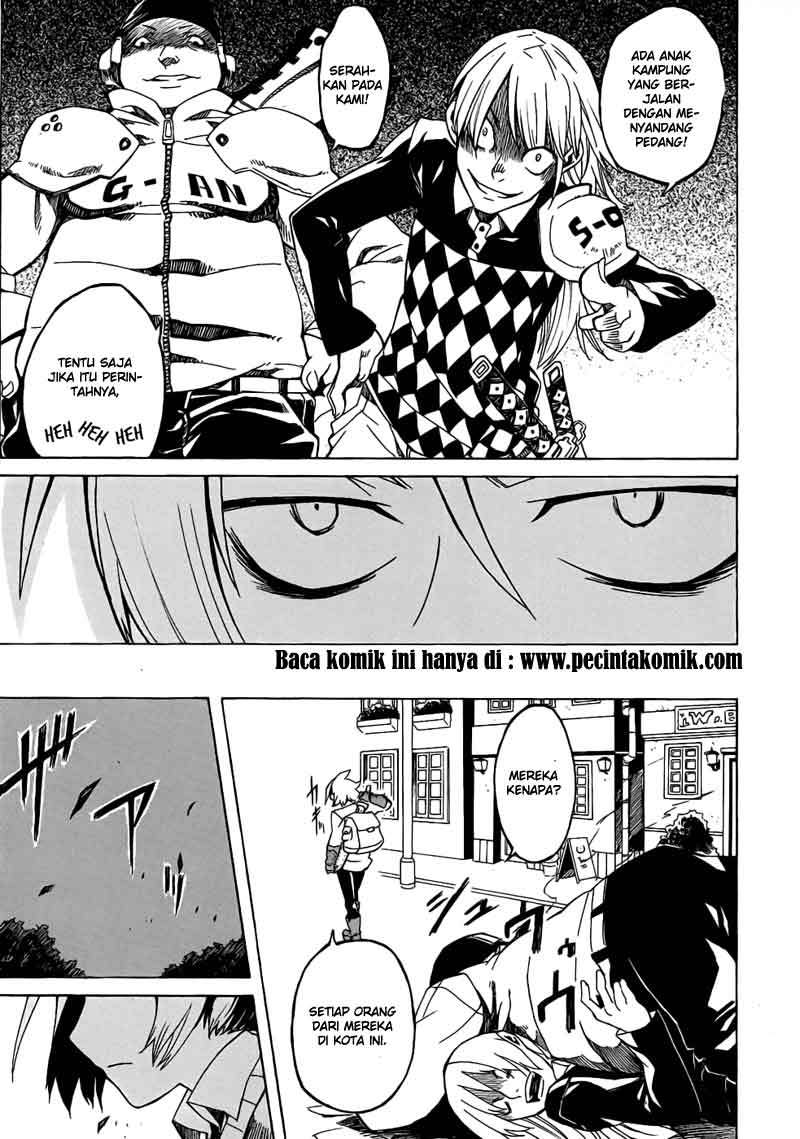 ADA ANAK
KAMPUNG
YANG BER-
JALAN
DENGAN ME-
NYANDANG
PEDANG!
SERAH-
KAN PADA
KAMI!
G-AN
S-O
TENTU SAJA
JIKA ITU PERIN-
TAHNYA,
HEH HEH HEH
Baca komik ini hanya di : www.pecintakomik.com
MEREKA
KENAPA?
SETIAP ORANG
DARI MEREKA
DI KOTA INI.